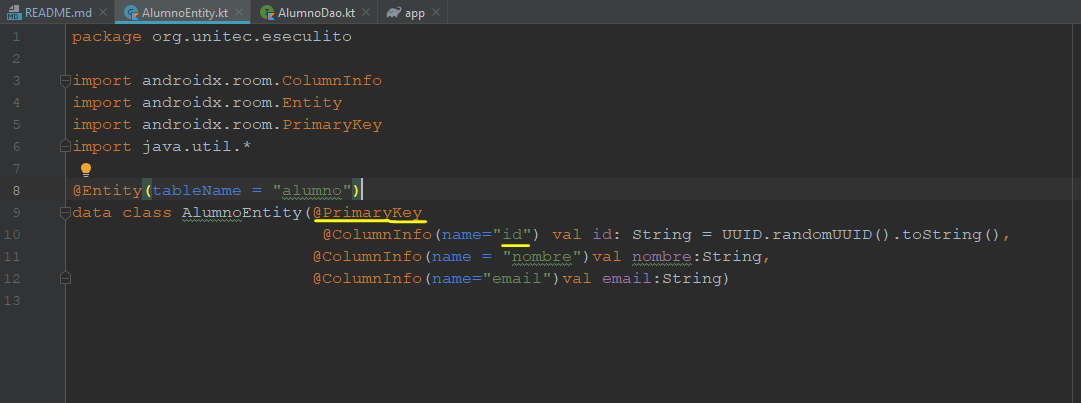 README.md AlumnoEntity.kt AlumnoDao.kt app
1 package org.unitec.eseculito
2
3 import androidx.room.ColumnInfo
4 import androidx.room.Entity
5 import androidx.room.PrimaryKey
6 import java.util.*
7
8 @Entity(tableName = "alumno")
9 data class AlumnoEntity(@PrimaryKey
10 @ColumnInfo(name="id") val id: String = UUID.randomUUID().toString(),
11 @ColumnInfo(name = "nombre")val nombre:String,
12 @ColumnInfo(name="email")val email:String)
13